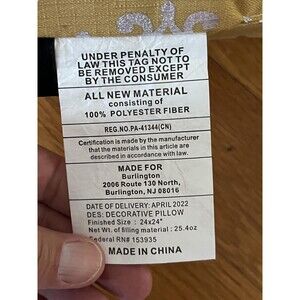 UNDER PENALTY OF
LAW THIS TAG NOT TO
BE REMOVED EXCEPT
BY THE CONSUMER
ALL NEW MATERIAL
consisting of
100% POLYESTER FIBER
REG.NO.PA-41344(CN)
Certification is made by the manufacturer
that the materials in this article are
described in accordance with law.
MADE FOR
Burlington
2006 Route 130 North,
Burlington, NJ 08016
DATE OF DELIVERY: APRIL 2022
DES: DECORATIVE PILLOW
Finished Size : 24x24"
Net wt. of filling material : 25.4oz
Federal RN# 153935
MADE IN CHINA